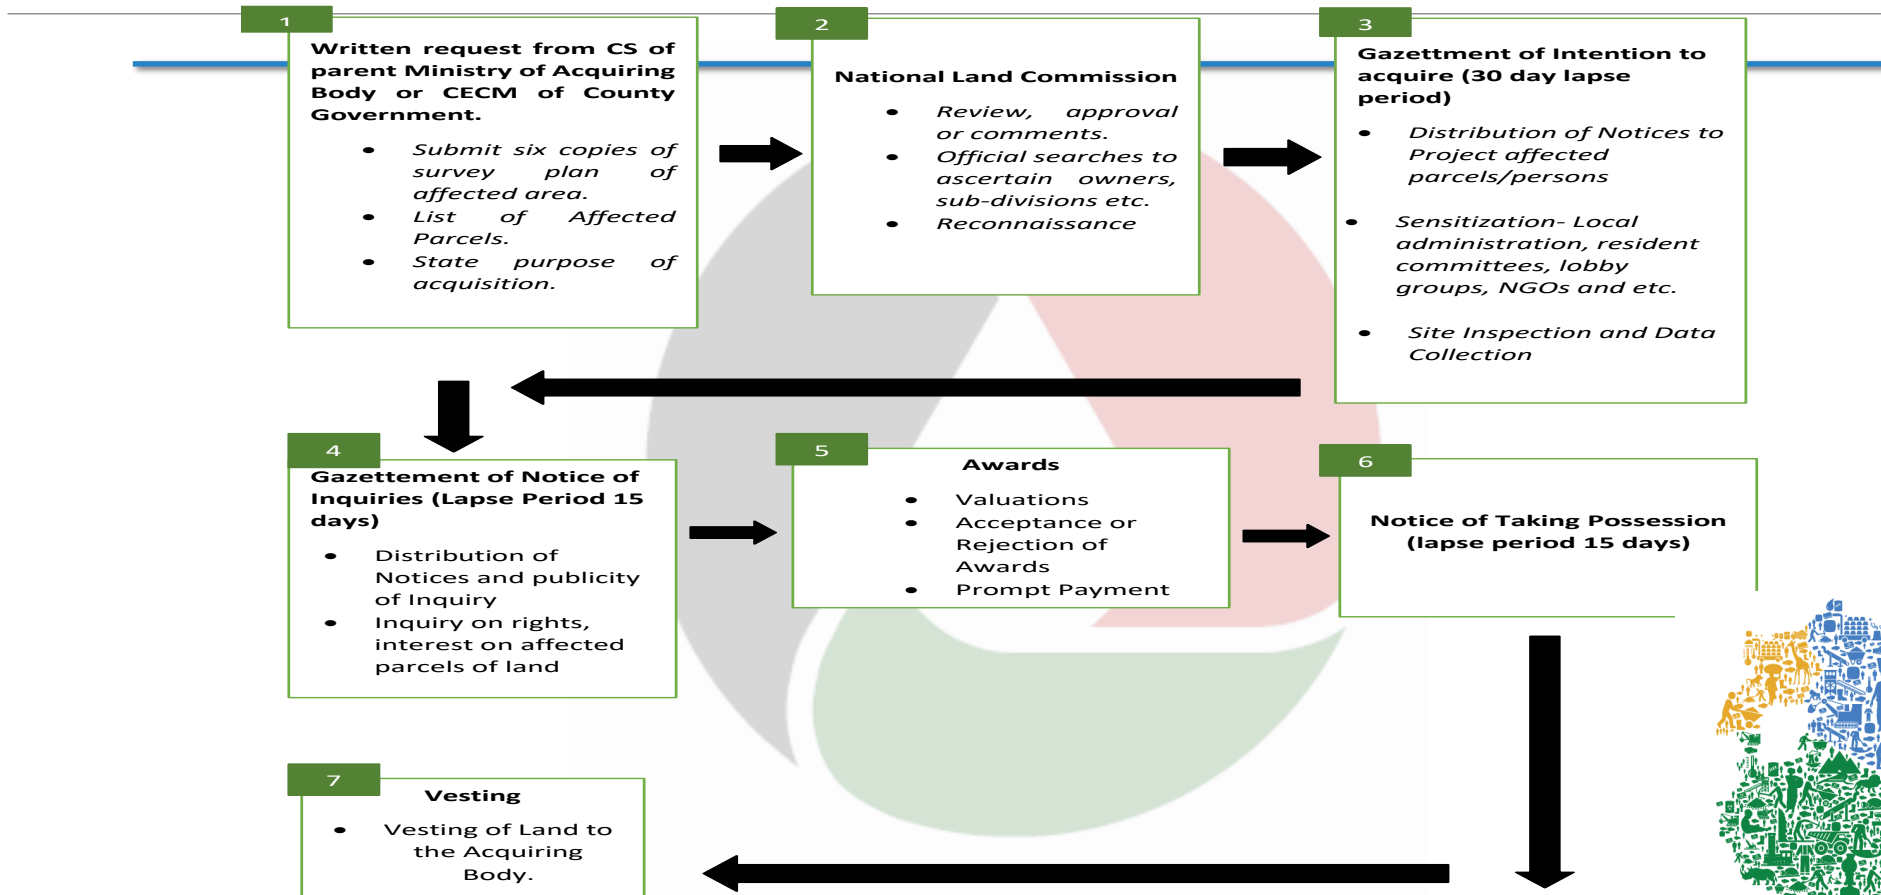 1
Written request from CS of
parent Ministry of Acquiring
Body or CECM of County
Government.
• Submit six copies of
survey plan of
affected area.
• List of Affected
Parcels.
• State purpose of
acquisition.
2
National Land Commission
• Review, approval
or comments.
• Official searches to
ascertain owners,
sub-divisions etc.
• Reconnaissance
3
Gazettment of Intention to
acquire (30 day lapse
period)
• Distribution of Notices to
Project affected
parcels/persons
• Sensitization- Local
administration, resident
committees, lobby
groups, NGOs and etc.
• Site Inspection and Data
Collection
4
Gazettement of Notice of
Inquiries (Lapse Period 15
days)
• Distribution of
Notices and publicity
of Inquiry
• Inquiry on rights,
interest on affected
parcels of land
5
Awards
• Valuations
• Acceptance or
Rejection of
Awards
• Prompt Payment
6
Notice of Taking Possession
(lapse period 15 days)
7
Vesting
• Vesting of Land to
the Acquiring
Body.